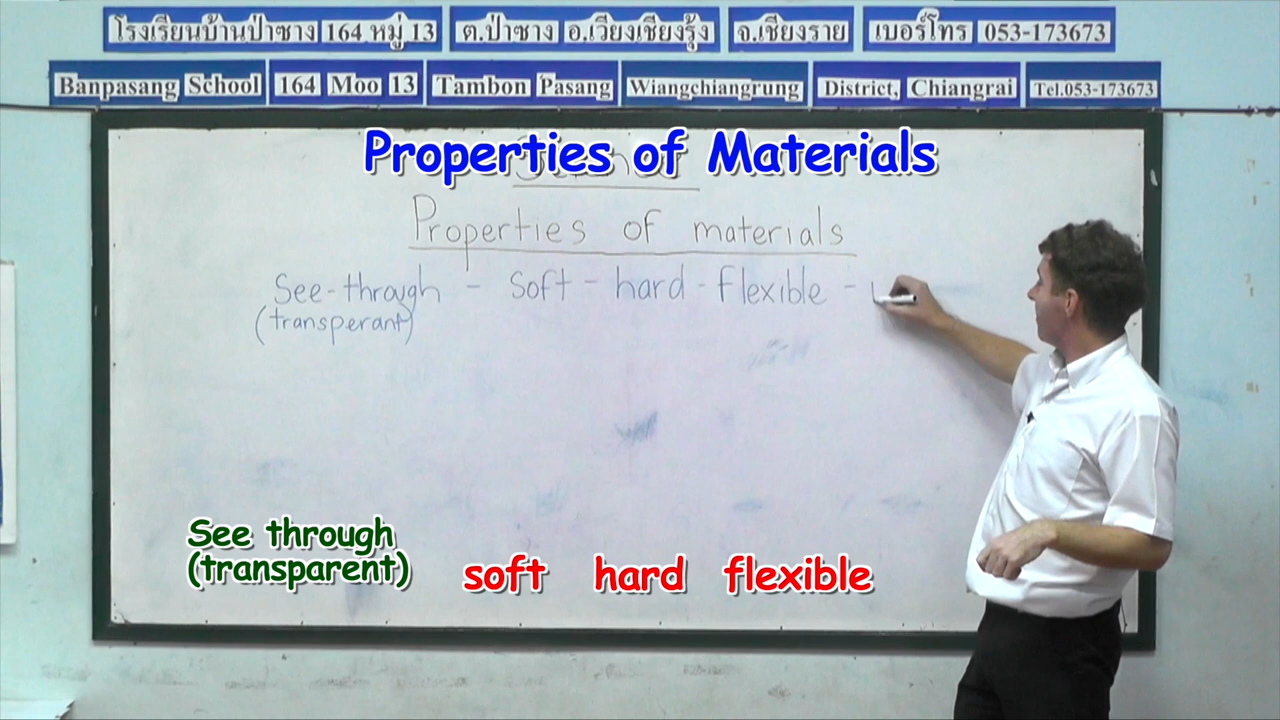 โรงเรียนบ้านป่าซาง 164 หมู่ 13 ต.ป่าซาง อ.เวียงเชียงรุ้ง จ.เชียงราย เบอร์โทร 053-173673
Banpasang School 164 Moo 13 Tambon Pasang Wiangchiangrung District, Chiangrai Tel.053-173673
Properties of Materials
Properties of materials
See-through - Soft - hard - flexible -
(transperant)
See through
(transparent)
soft hard flexible